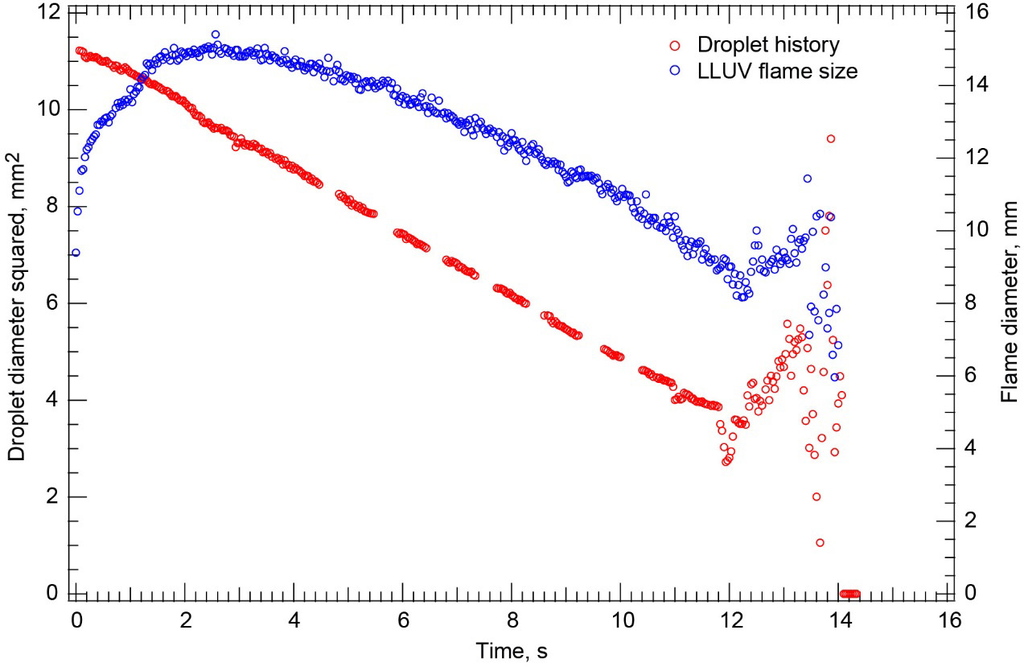 12
10
8
6
4
2
0
Droplet diameter squared, mm2
16
14
12
10
8
6
4
2
0
Flame diameter, mm
Droplet history
LLUV flame size
0 2 4 6 8 10 12 14 16
Time, s